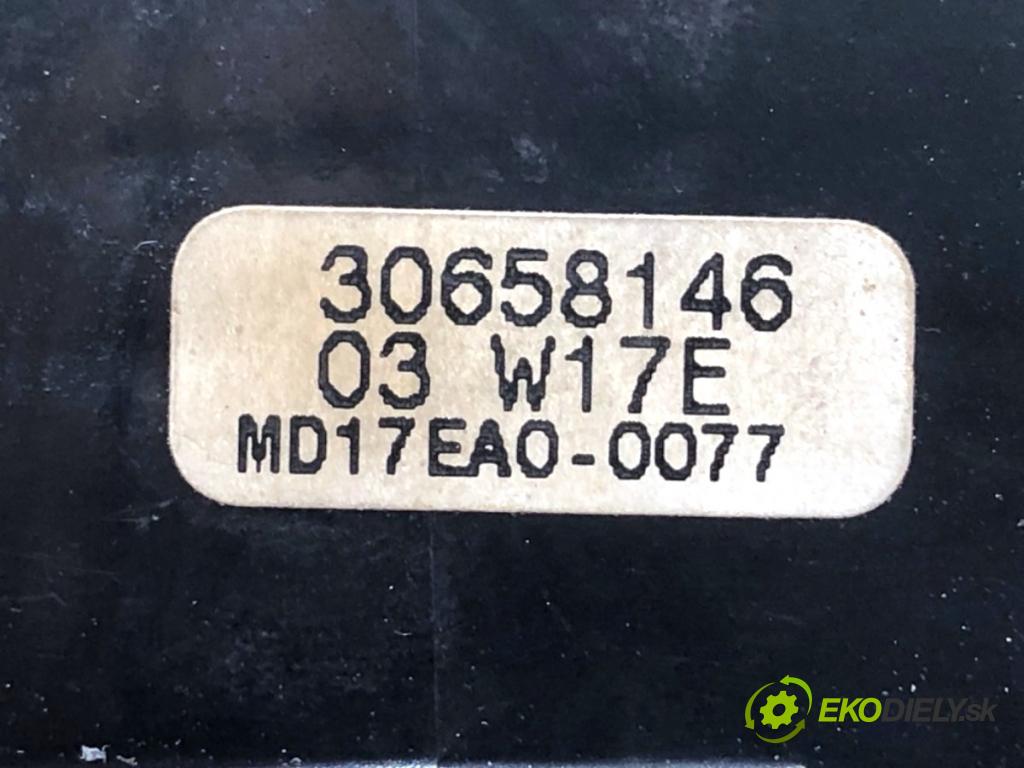 30658146
03 W17E
MD17EA0-0077
EKODIELY.sk